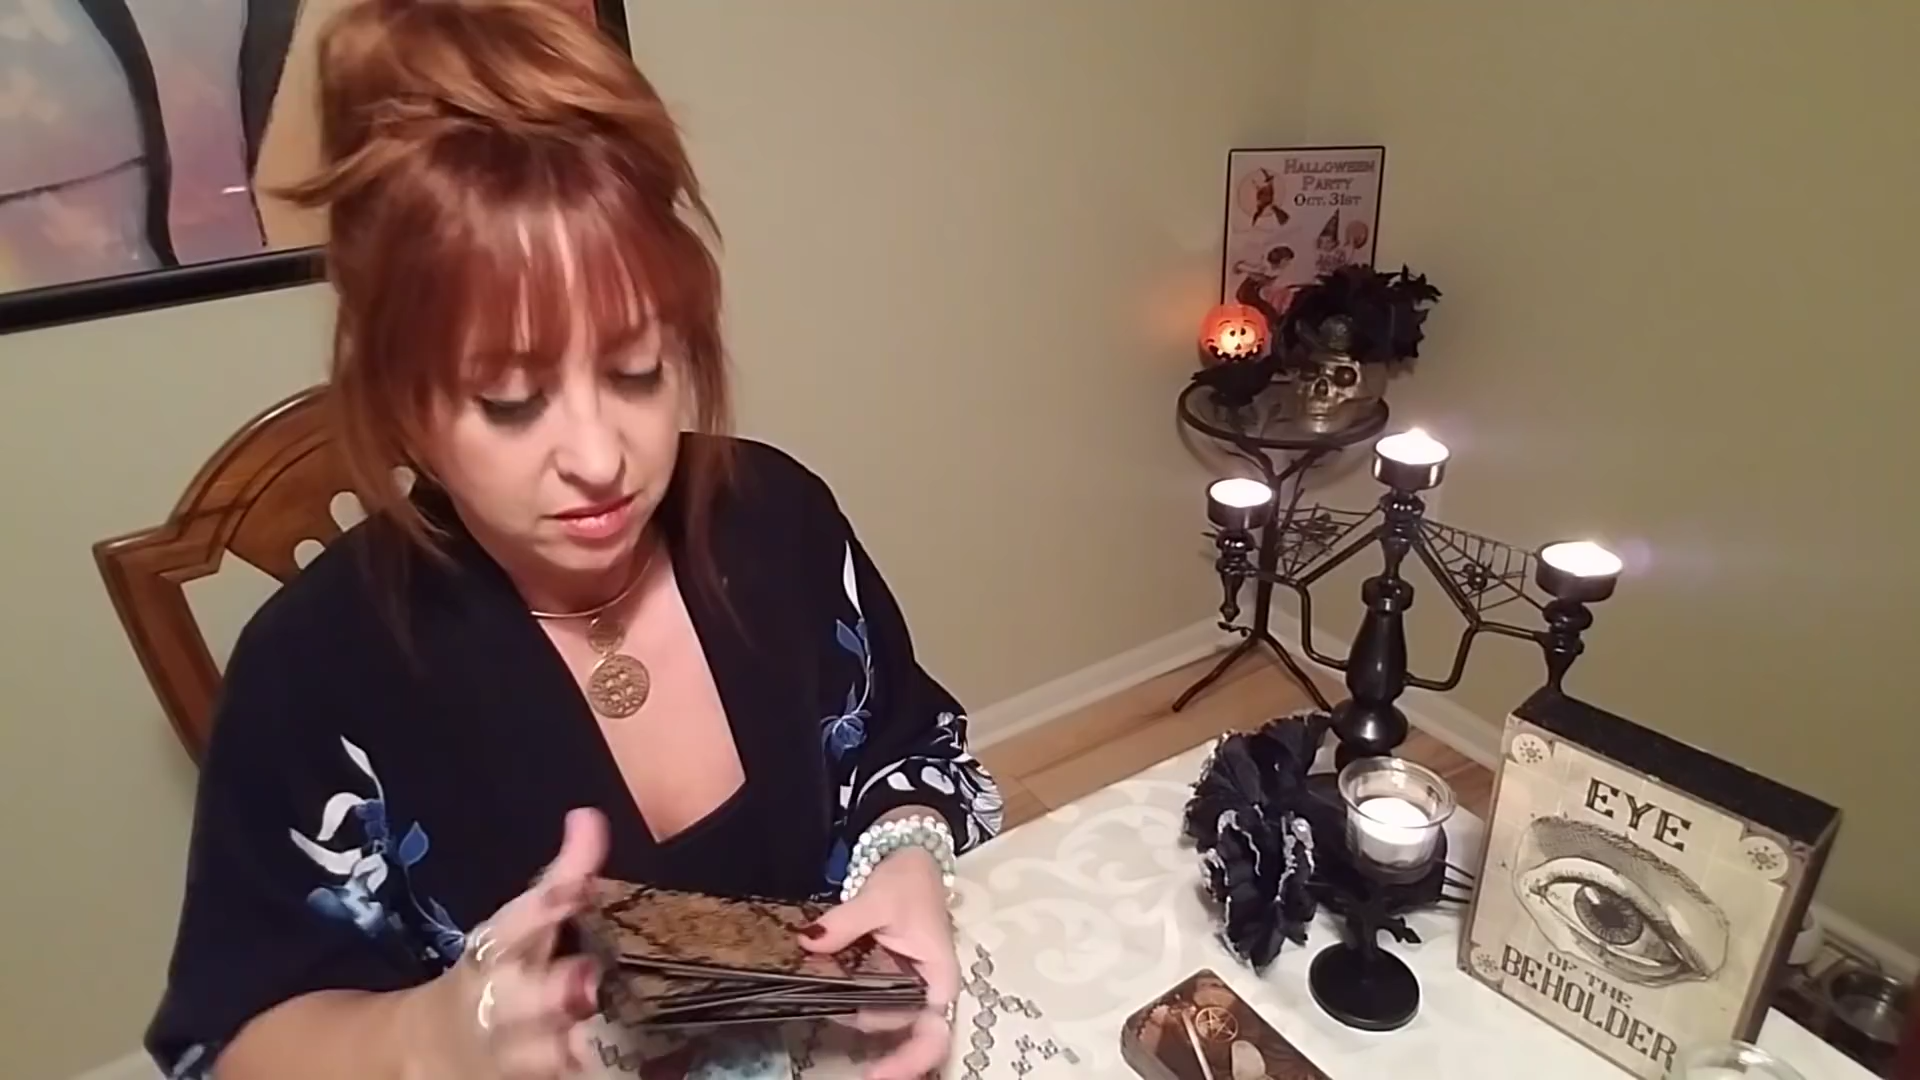 HALLOWEEN
PARTY
OCT. 31ST
EYE
OF THE
BEHOLDER